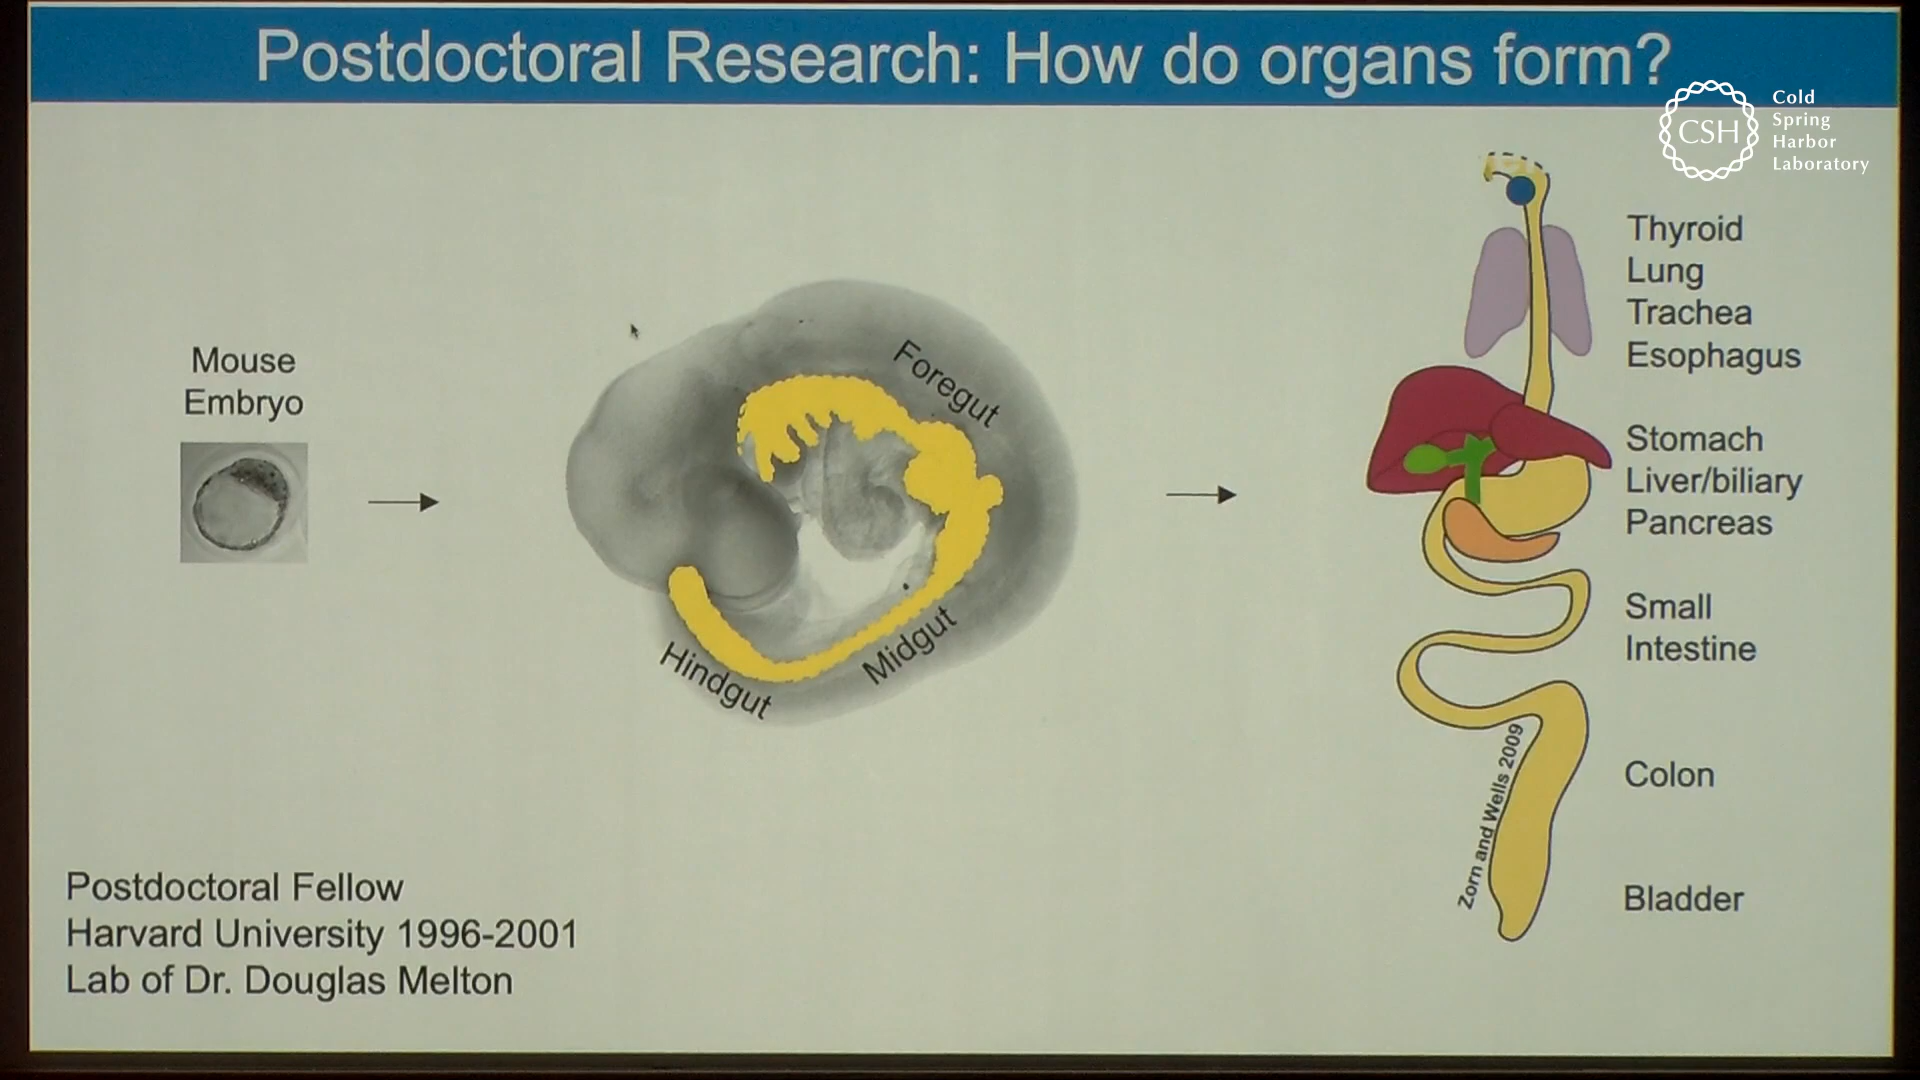 Postdoctoral Research: How do organs form?
CSH
Cold
Spring
Harbor
Laboratory
Mouse
Embryo
Foregut
Midgut
Hindgut
Thyroid
Lung
Trachea
Esophagus
Stomach
Liver/biliary
Pancreas
Small
Intestine
Colon
Bladder
Zorn and Wells 2009
Postdoctoral Fellow
Harvard University 1996-2001
Lab of Dr. Douglas Melton